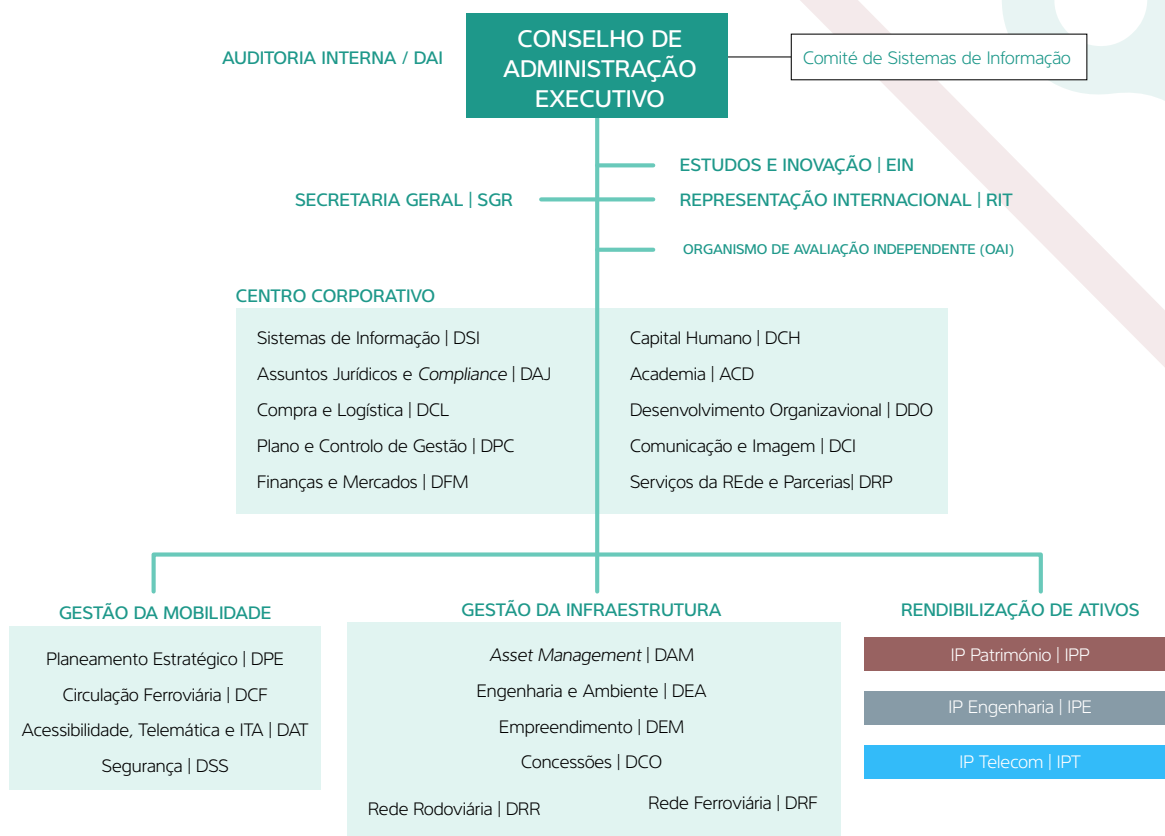 AUDITORIA INTERNA / DAI
CONSELHO DE
ADMINISTRAÇÃO
EXECUTIVO
Comité de Sistemas de Informação
ESTUDOS E INOVAÇÃO | EIN
SECRETARIA GERAL | SGR
REPRESENTAÇÃO INTERNACIONAL | RIT
ORGANISMO DE AVALIAÇÃO INDEPENDENTE (OAI)
CENTRO CORPORATIVO
Sistemas de Informação | DSI
Assuntos Jurídicos e Compliance | DAJ
Compra e Logística | DCL
Plano e Controlo de Gestão | DPC
Finanças e Mercados | DFM
Capital Humano | DCH
Academia | ACD
Desenvolvimento Organizavional | DDO
Comunicação e Imagem | DCI
Serviços da REde e Parcerias| DRP
GESTÃO DA MOBILIDADE
Planeamento Estratégico | DPE
Circulação Ferroviária | DCF
Acessibilidade, Telemática e ITA | DAT
Segurança | DSS
GESTÃO DA INFRAESTRUTURA
Asset Management | DAM
Engenharia e Ambiente | DEA
Empreendimento | DEM
Concessões | DCO
Rede Rodoviária | DRR
Rede Ferroviária | DRF
RENDIBILIZAÇÃO DE ATIVOS
IP Património | IPP
IP Engenharia | IPE
IP Telecom | IPT